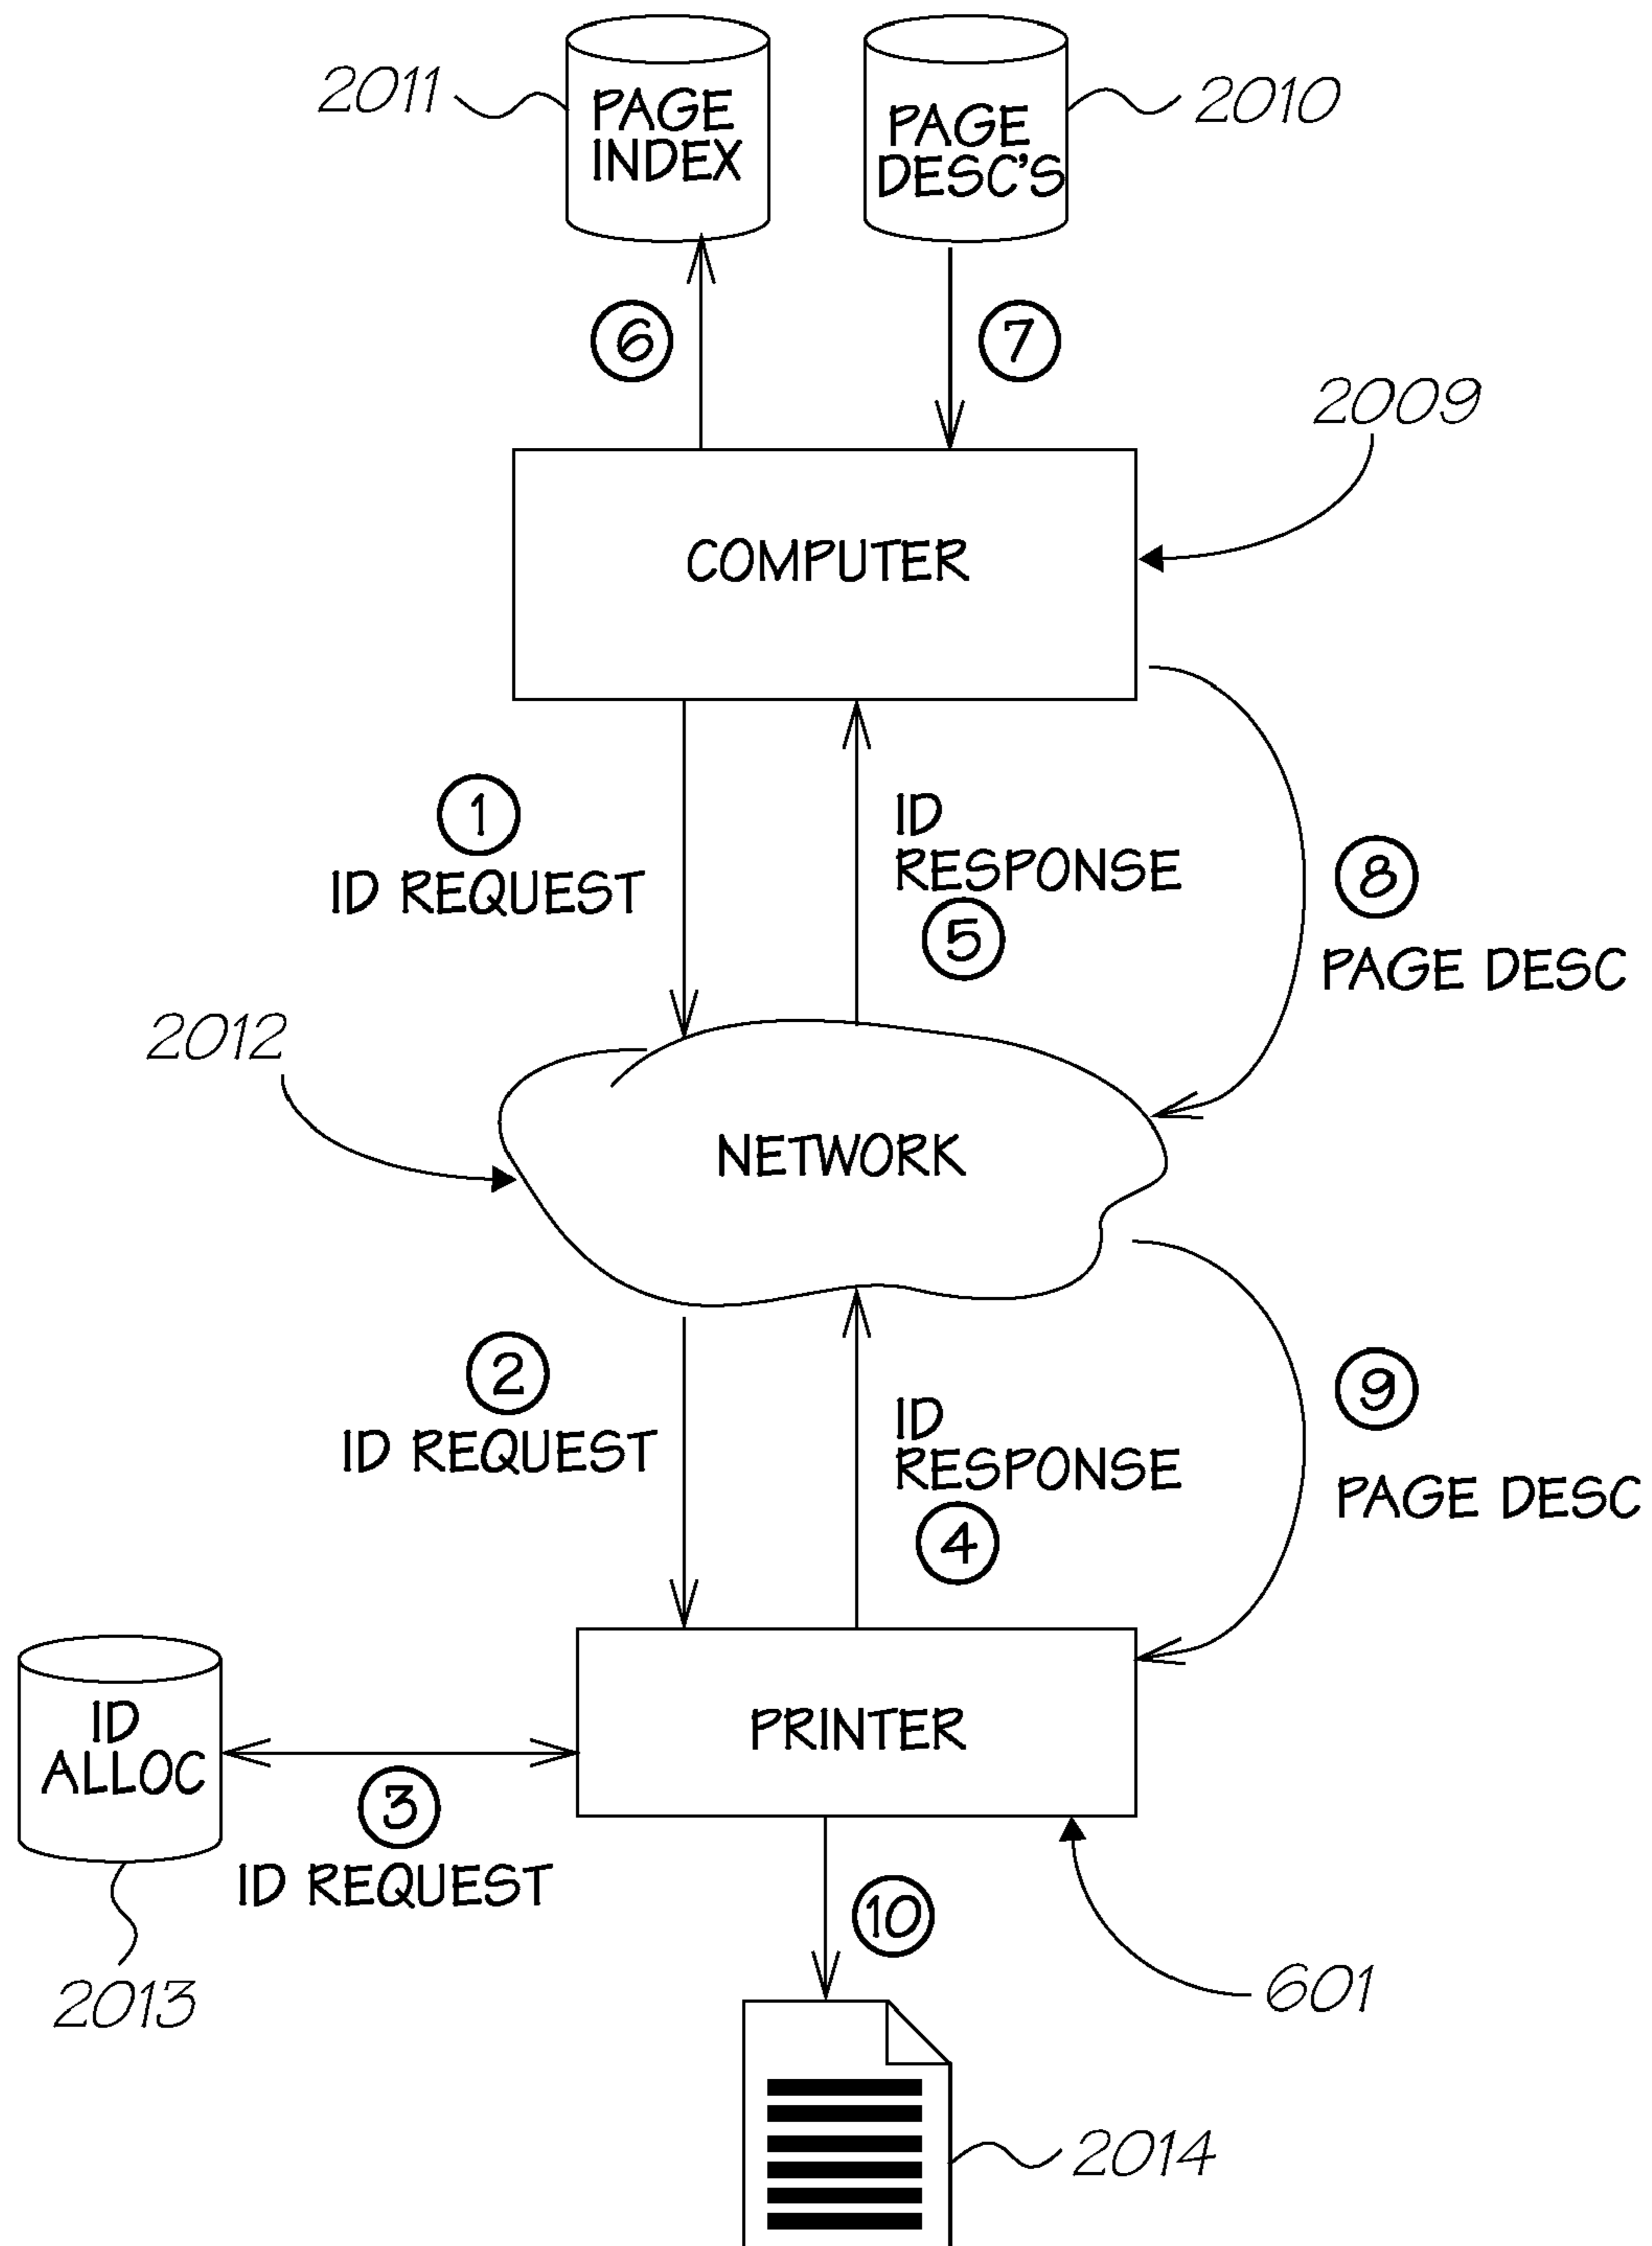 2011
PAGE
INDEX
PAGE
DESC'S
2010
6
7
2009
COMPUTER
1
ID REQUEST
ID
RESPONSE
5
8
PAGE DESC
2012
NETWORK
2
ID REQUEST
ID
RESPONSE
4
9
PAGE DESC
ID
ALLOC
PRINTER
3
ID REQUEST
10
2013
601
2014